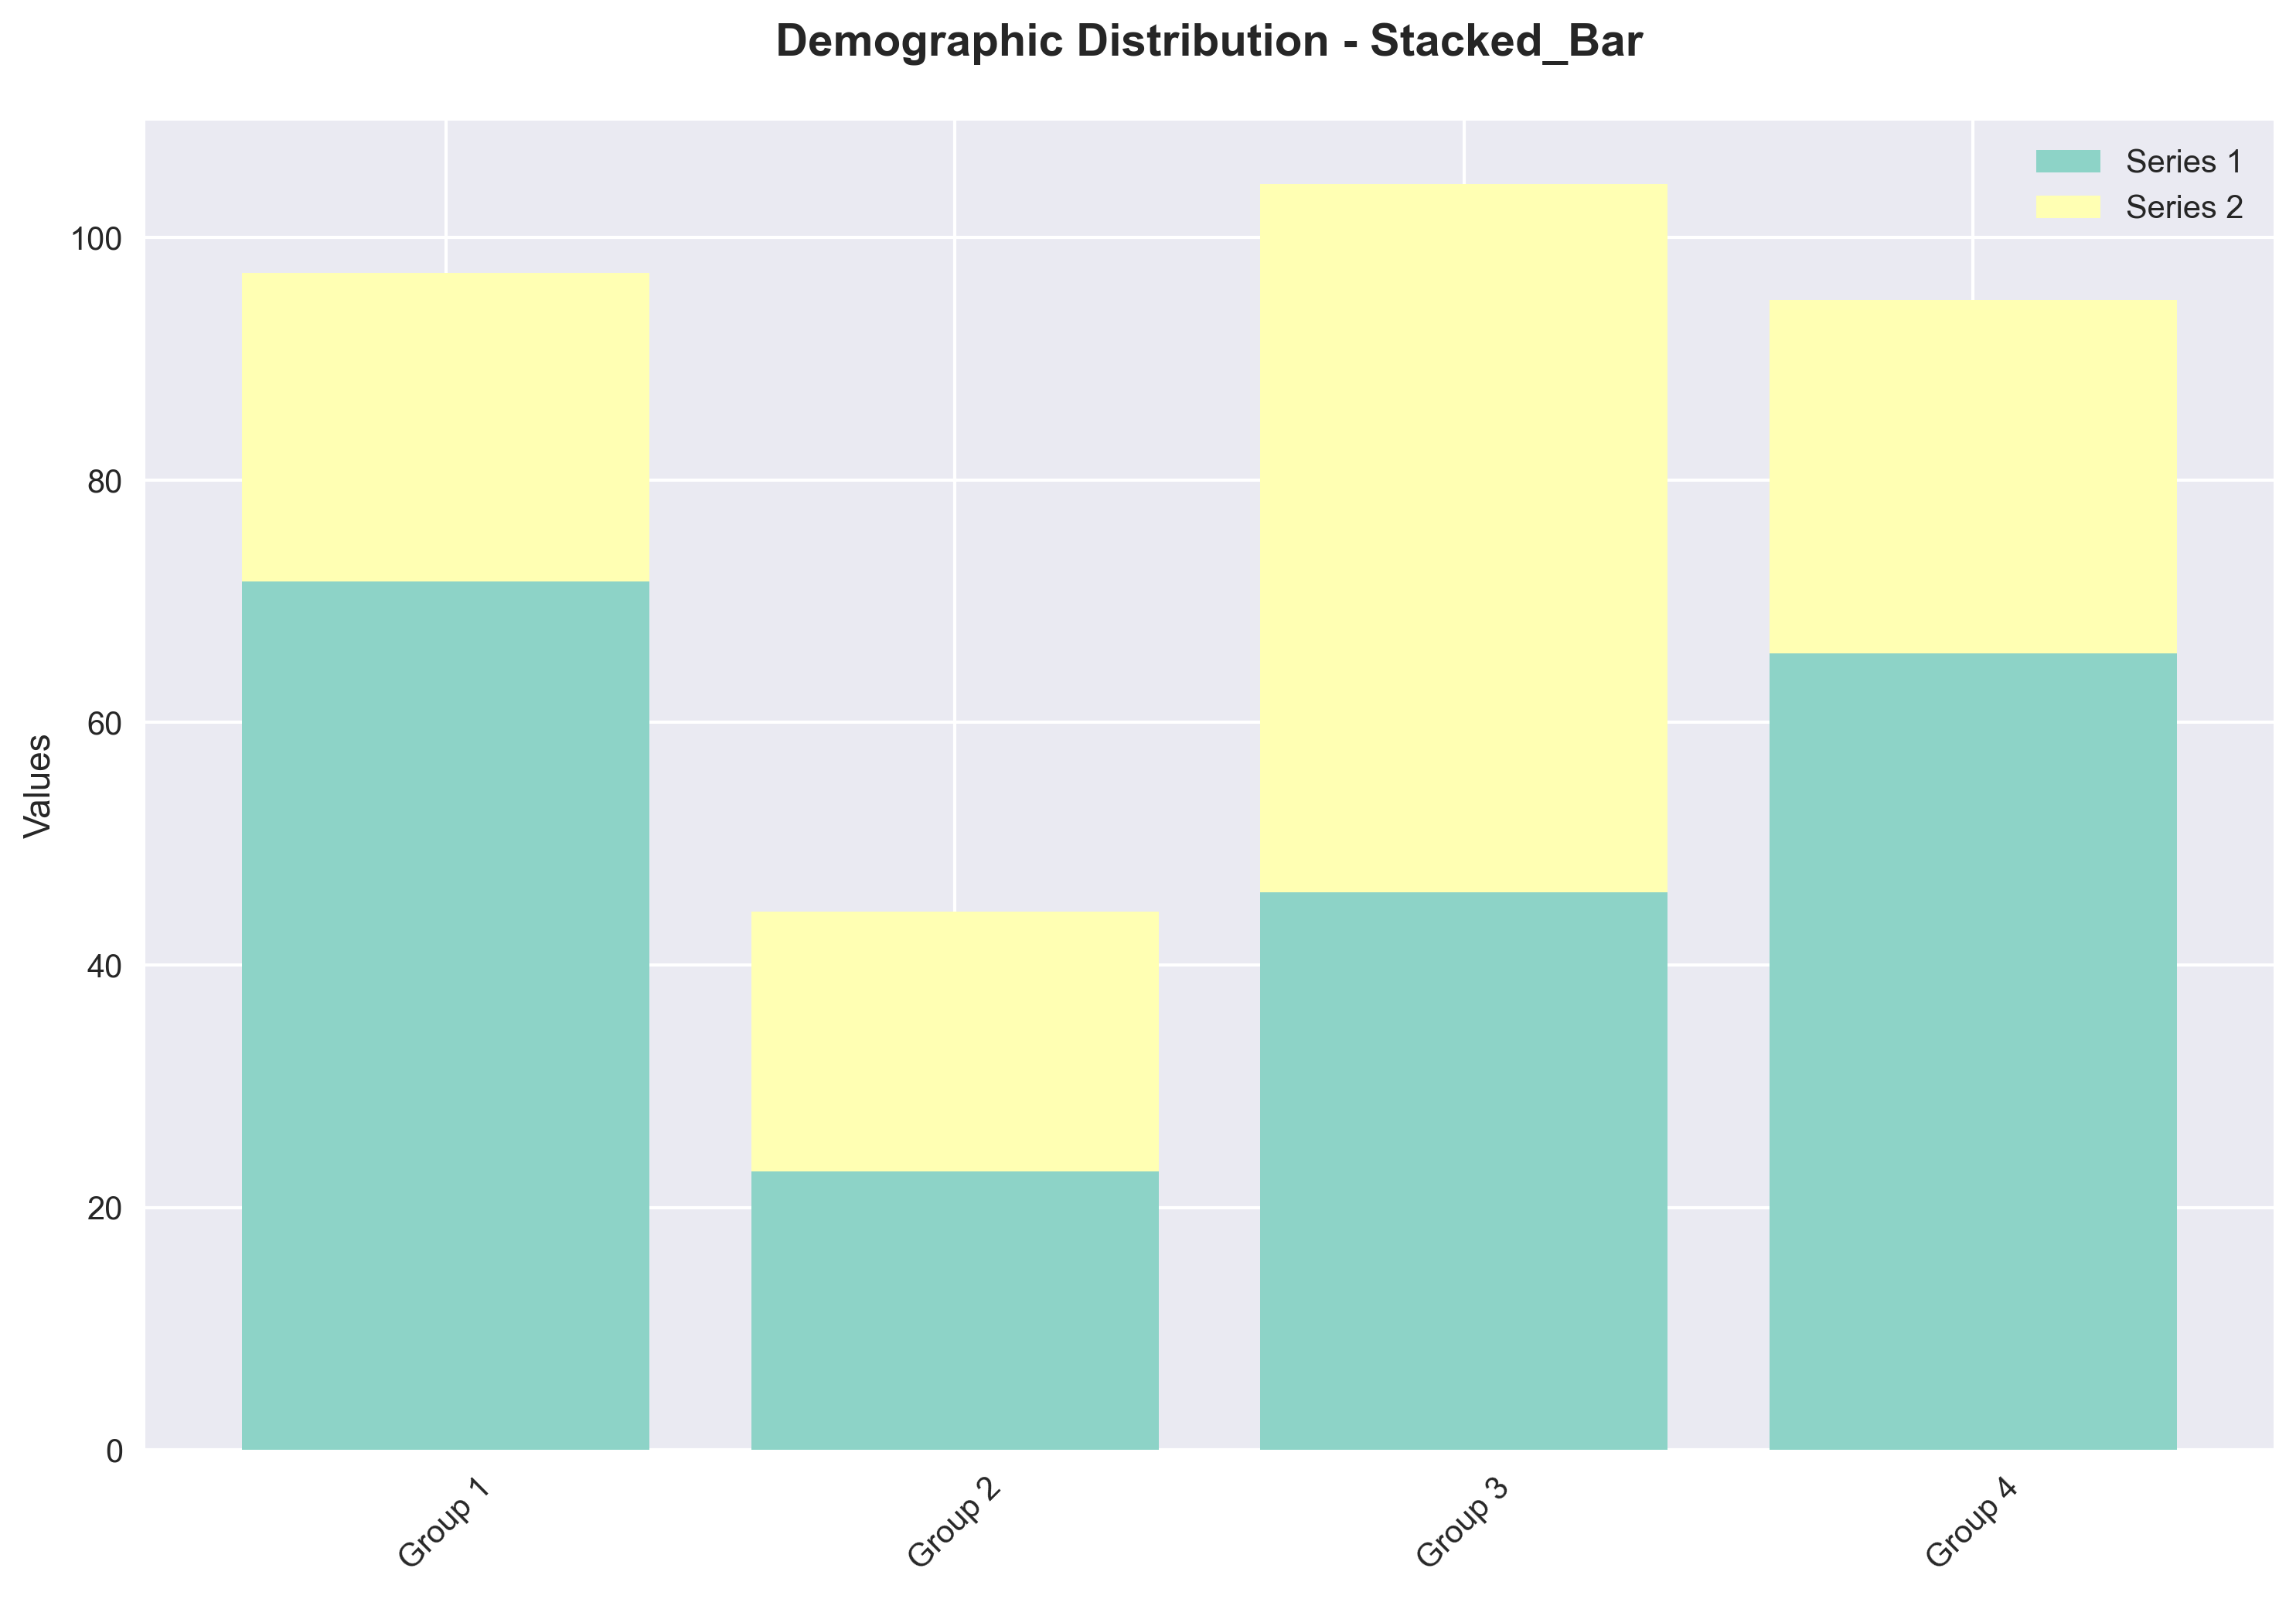 Demographic Distribution - Stacked_Bar
Series 1
Series 2
Values
100
80
60
40
20
0
Group 1
Group 2
Group 3
Group 4